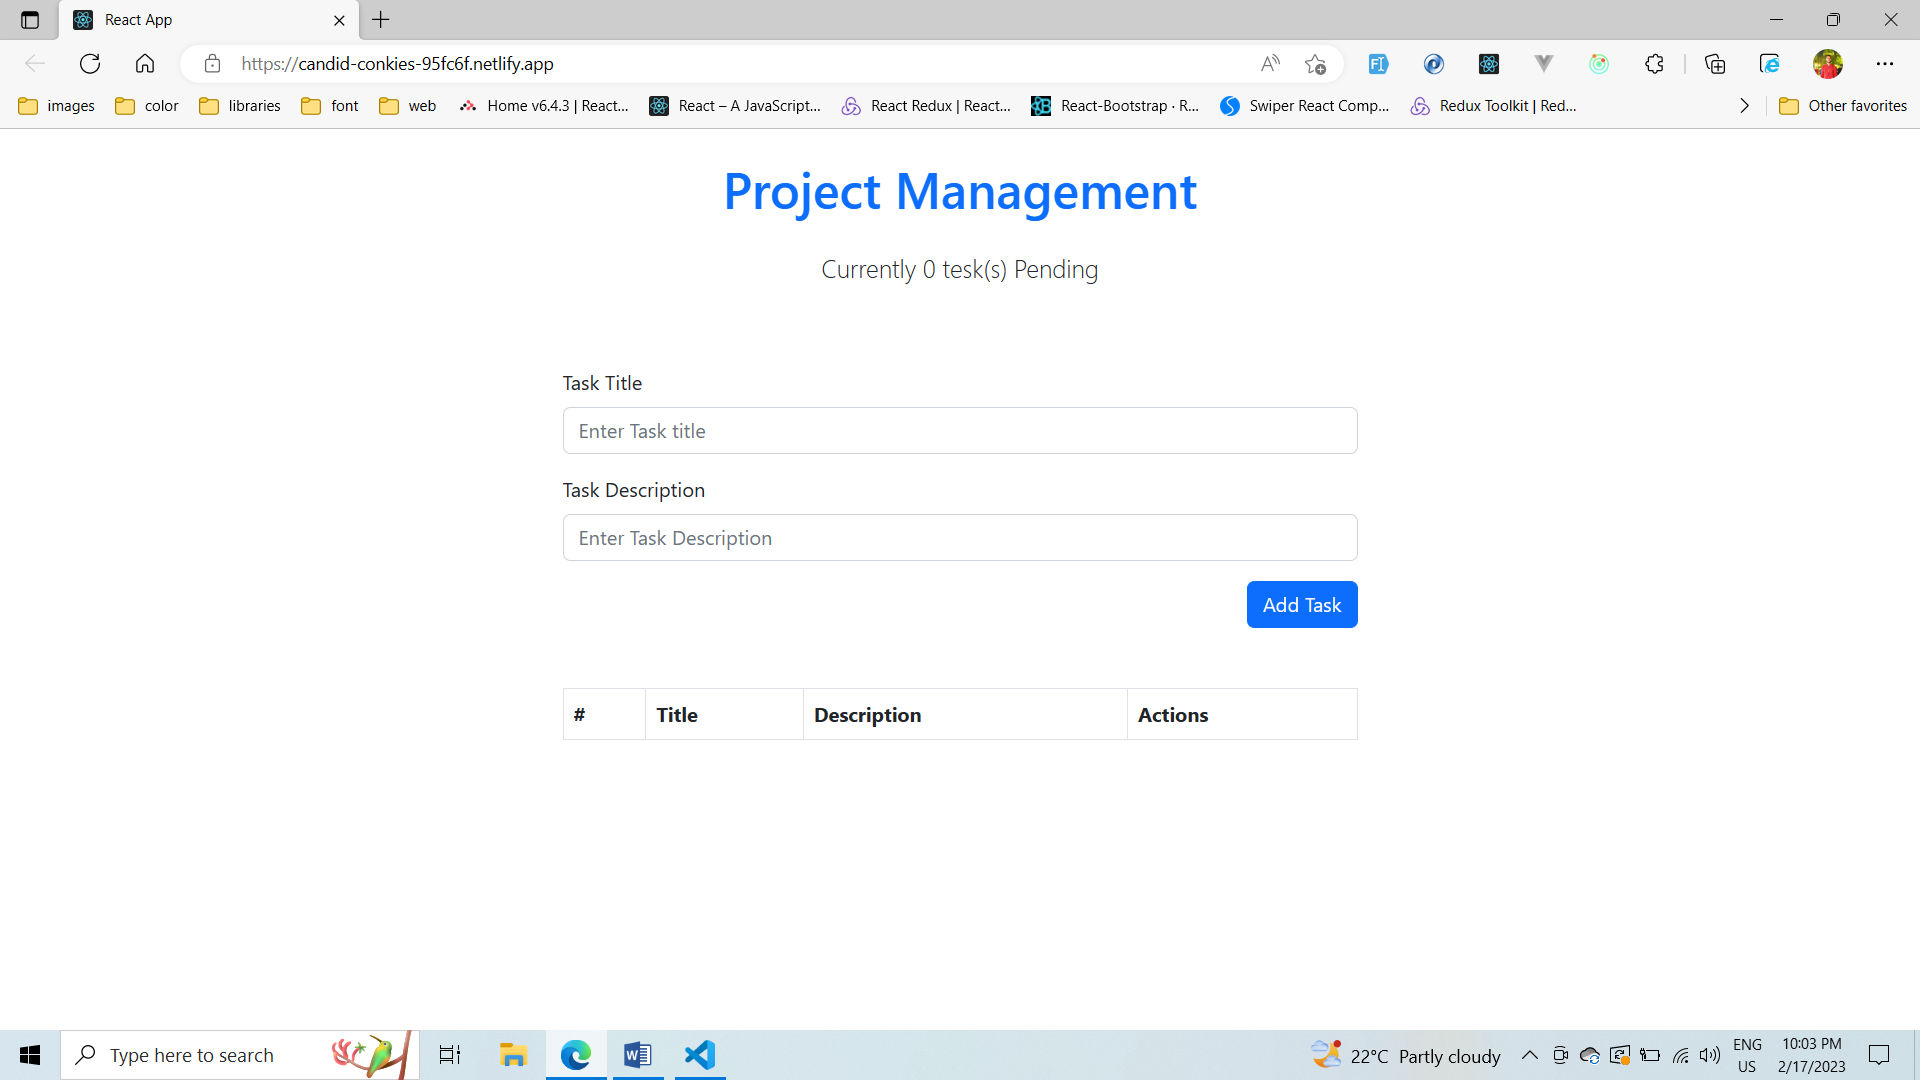 React App
https://candid-conkies-95fc6f.netlify.app
images color libraries font web Home v6.4.3 | React... React – A JavaScript... React Redux | React... React-Bootstrap · R... Swiper React Comp... Redux Toolkit | Red... Other favorites
Project Management
Currently 0 tesk(s) Pending
Task Title
Enter Task title
Task Description
Enter Task Description
Add Task
# Title Description Actions
Type here to search
22°C Partly cloudy
ENG
US
10:03 PM
2/17/2023